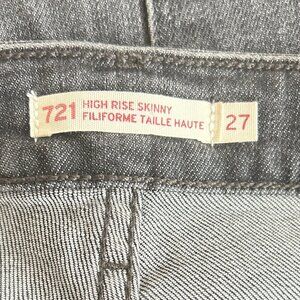 721 HIGH RISE SKINNY
FILIFORME TAILLE HAUTE
27